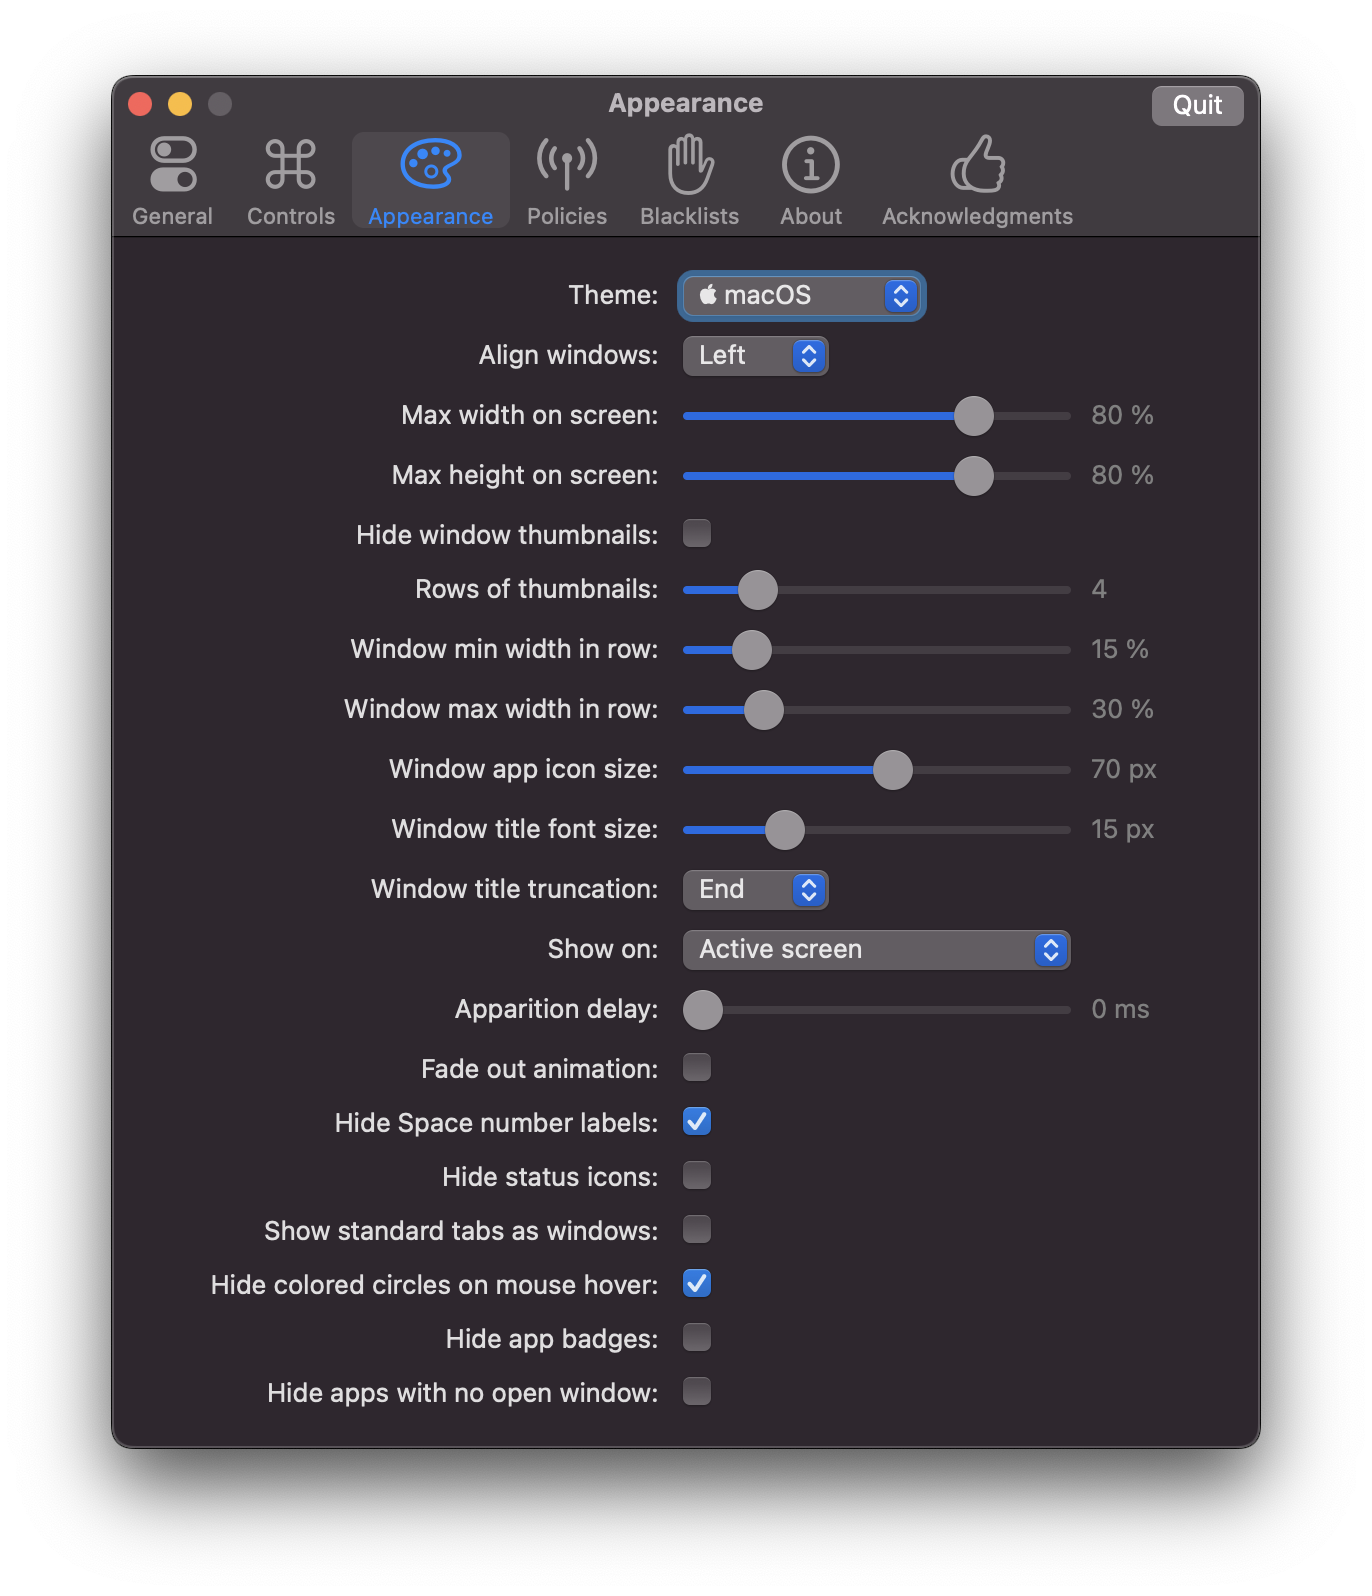 Appearance
Quit
General Controls Appearance Policies Blacklists About Acknowledgments
Theme: macOS
Align windows: Left
Max width on screen: 80 %
Max height on screen: 80 %
Hide window thumbnails:
Rows of thumbnails: 4
Window min width in row: 15 %
Window max width in row: 30 %
Window app icon size: 70 px
Window title font size: 15 px
Window title truncation: End
Show on: Active screen
Apparition delay: 0 ms
Fade out animation:
Hide Space number labels:
Hide status icons:
Show standard tabs as windows:
Hide colored circles on mouse hover:
Hide app badges:
Hide apps with no open window: